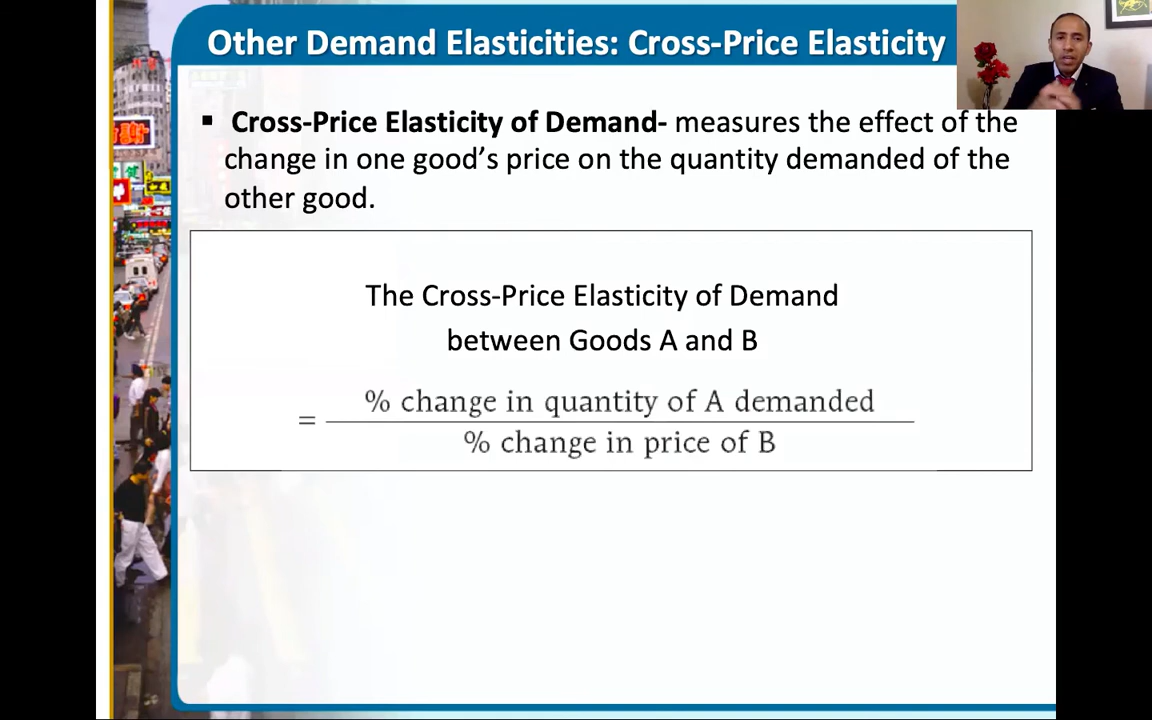 Other Demand Elasticities: Cross-Price Elasticity
▪ Cross-Price Elasticity of Demand- measures the effect of the
change in one good’s price on the quantity demanded of the
other good.
The Cross-Price Elasticity of Demand
between Goods A and B
= % change in quantity of A demanded
% change in price of B